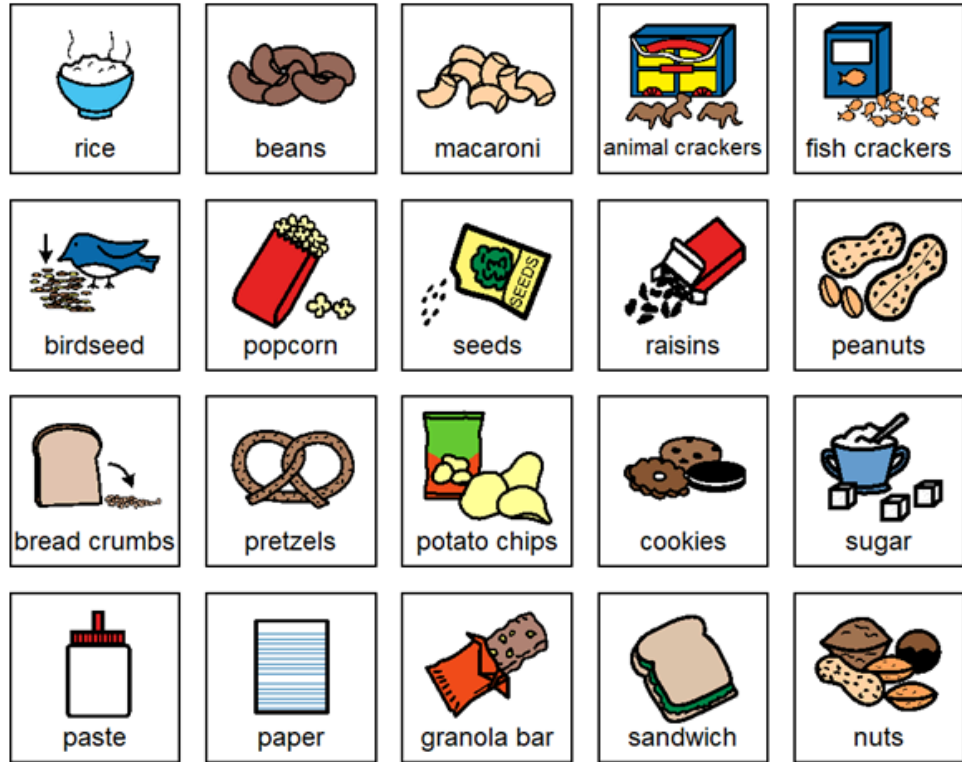 rice
beans
macaroni
animal crackers
fish crackers
birdseed
popcorn
SEEDS
seeds
raisins
peanuts
bread crumbs
pretzels
potato chips
cookies
sugar
paste
paper
granola bar
sandwich
nuts